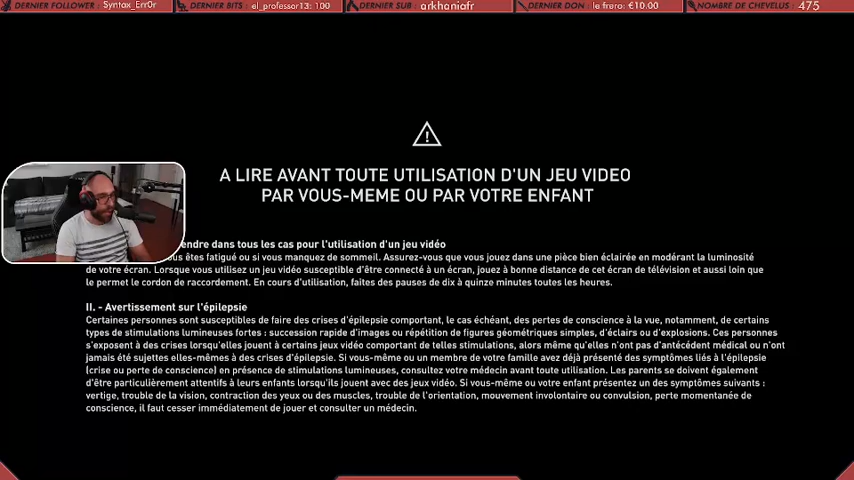 DERNIER FOLLOWER : Syntax_Err0r DERNIER BITS : el_professor13: 100 DERNIER SUB : arkhaniafr DERNIER DON : le frero: €10.00 NOMBRE DE CHEVELUS : 475
A LIRE AVANT TOUTE UTILISATION D'UN JEU VIDEO
PAR VOUS-MEME OU PAR VOTRE ENFANT
endre dans tous les cas pour l'utilisation d'un jeu vidéo
us êtes fatigué ou si vous manquez de sommeil. Assurez-vous que vous jouez dans une pièce bien éclairée en modérant la luminosité
de votre écran. Lorsque vous utilisez un jeu vidéo susceptible d'être connecté à un écran, jouez à bonne distance de cet écran de télévision et aussi loin que
le permet le cordon de raccordement. En cours d'utilisation, faites des pauses de dix à quinze minutes toutes les heures.
II. - Avertissement sur l'épilepsie
Certaines personnes sont susceptibles de faire des crises d'épilepsie comportant, le cas échéant, des pertes de conscience à la vue, notamment, de certains
types de stimulations lumineuses fortes : succession rapide d'images ou répétition de figures géométriques simples, d'éclairs ou d'explosions. Ces personnes
s'exposent à des crises lorsqu'elles jouent à certains jeux vidéo comportant de telles stimulations, alors même qu'elles n'ont pas d'antécédent médical ou n'ont
jamais été sujettes elles-mêmes à des crises d'épilepsie. Si vous-même ou un membre de votre famille avez déjà présenté des symptômes liés à l'épilepsie
(crise ou perte de conscience) en présence de stimulations lumineuses, consultez votre médecin avant toute utilisation. Les parents se doivent également
d'être particulièrement attentifs à leurs enfants lorsqu'ils jouent avec des jeux vidéo. Si vous-même ou votre enfant présentez un des symptômes suivants :
vertige, trouble de la vision, contraction des yeux ou des muscles, trouble de l'orientation, mouvement involontaire ou convulsion, perte momentanée de
conscience, il faut cesser immédiatement de jouer et consulter un médecin.